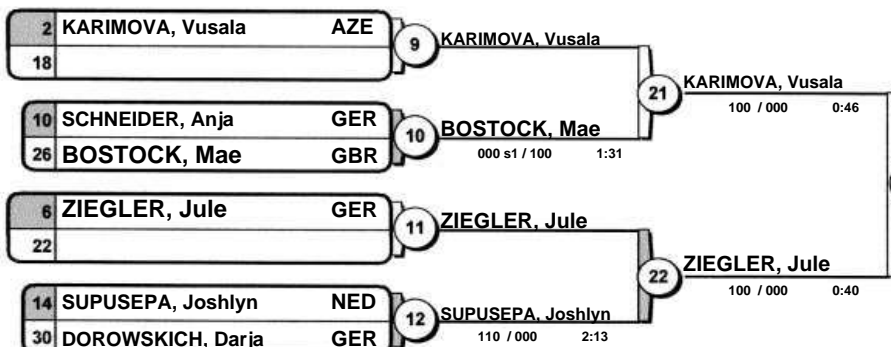 2 KARIMOVA, Vusala AZE
18
9
KARIMOVA, Vusala
10 SCHNEIDER, Anja GER
26 BOSTOCK, Mae GBR
10
BOSTOCK, Mae
000 s1 / 100 1:31
21
KARIMOVA, Vusala
100 / 000 0:46
6 ZIEGLER, Jule GER
22
11
ZIEGLER, Jule
14 SUPUSEPA, Joshlyn NED
30 DOROWSKICH, Darja GER
12
SUPUSEPA, Joshlyn
110 / 000 2:13
22
ZIEGLER, Jule
100 / 000 0:40